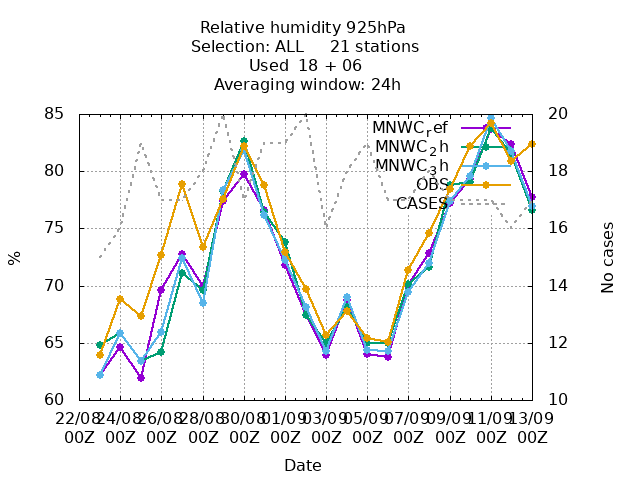 Relative humidity 925hPa
Selection: ALL 21 stations
Used 18 + 06
Averaging window: 24h
85
80
75
70
65
60
20
18
16
14
12
10
MNWCref
MNWC2h
MNWC3h
OBS
CASES
%
No cases
22/08 24/08 26/08 28/08 30/08 01/09 03/09 05/09 07/09 09/09 11/09 13/09
00Z 00Z 00Z 00Z 00Z 00Z 00Z 00Z 00Z 00Z 00Z 00Z
Date